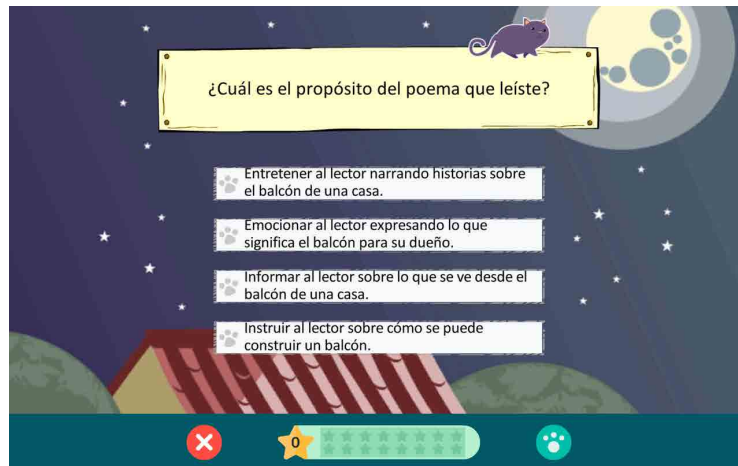 ¿Cuál es el propósito del poema que leíste?
Entretener al lector narrando historias sobre
el balcón de una casa.
Emocionar al lector expresando lo que
significa el balcón para su dueño.
Informar al lector sobre lo que se ve desde el
balcón de una casa.
Instruir al lector sobre cómo se puede
construir un balcón.
0